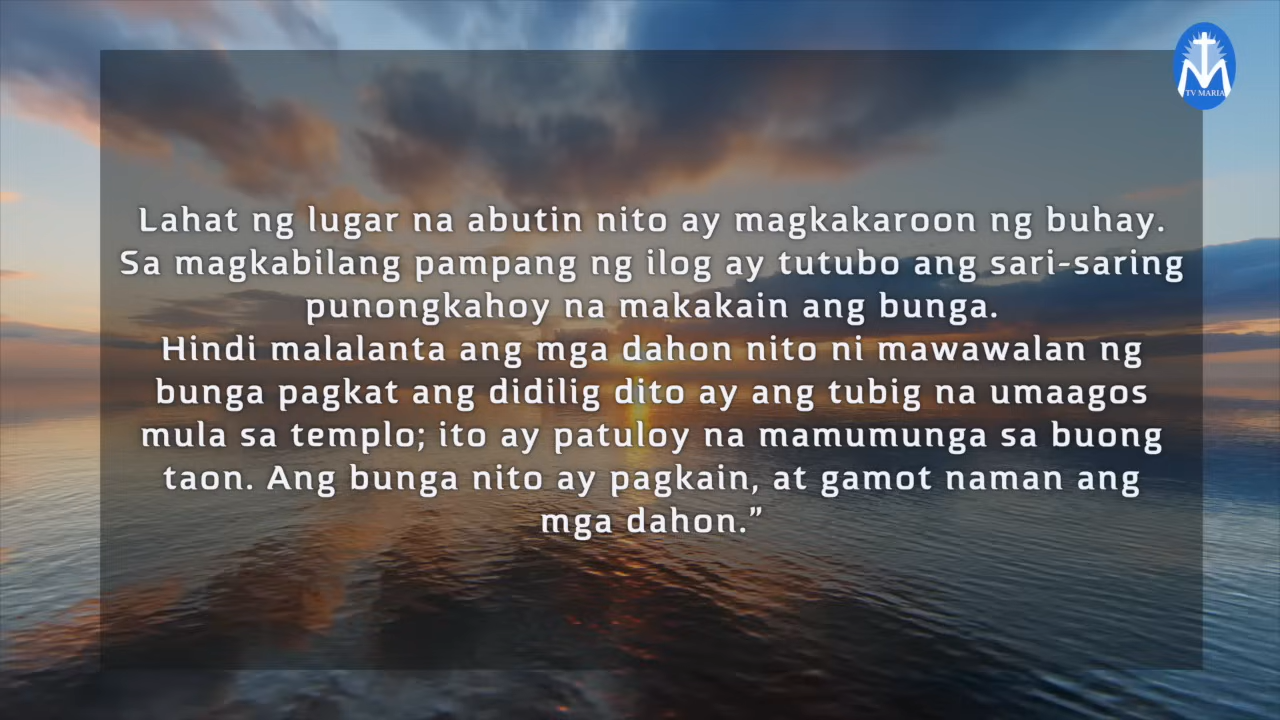 TV MARIA
Lahat ng lugar na abutin nito ay magkakaroon ng buhay.
Sa magkabilang pampang ng ilog ay tutubo ang sari-saring
punongkahoy na makakain ang bunga.
Hindi malalanta ang mga dahon nito ni mawawalan ng
bunga pagkat ang didilig dito ay ang tubig na umaagos
mula sa templo; ito ay patuloy na mamumunga sa buong
taon. Ang bunga nito ay pagkain, at gamot naman ang
mga dahon.”